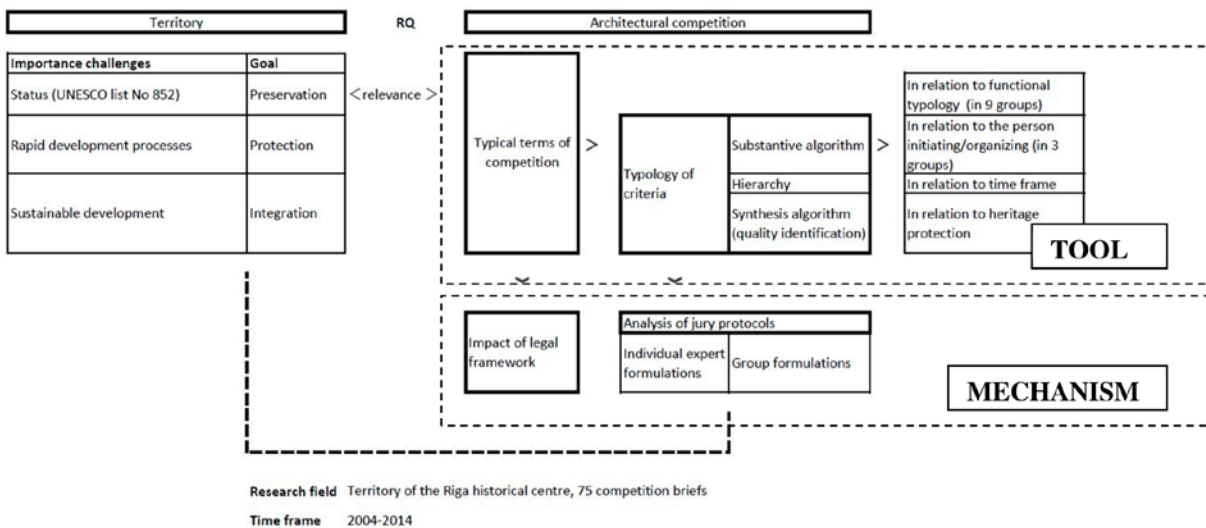 Territory
RQ
Architectural competition
Importance challenges
Goal
Status (UNESCO list No 852)
Preservation
Rapid development processes
Protection
Sustainable development
Integration
<relevance>
Typical terms of
competition
>
Typology of
criteria
Substantive algorithm
Hierarchy
Synthesis algorithm
(quality identification)
>
In relation to functional
typology (in 9 groups)
In relation to the person
initiating/organizing (in 3
groups)
In relation to time frame
In relation to heritage
protection
TOOL
Impact of legal
framework
Analysis of jury protocols
Individual expert
formulations
Group formulations
MECHANISM
Research field Territory of the Riga historical centre, 75 competition briefs
Time frame 2004-2014